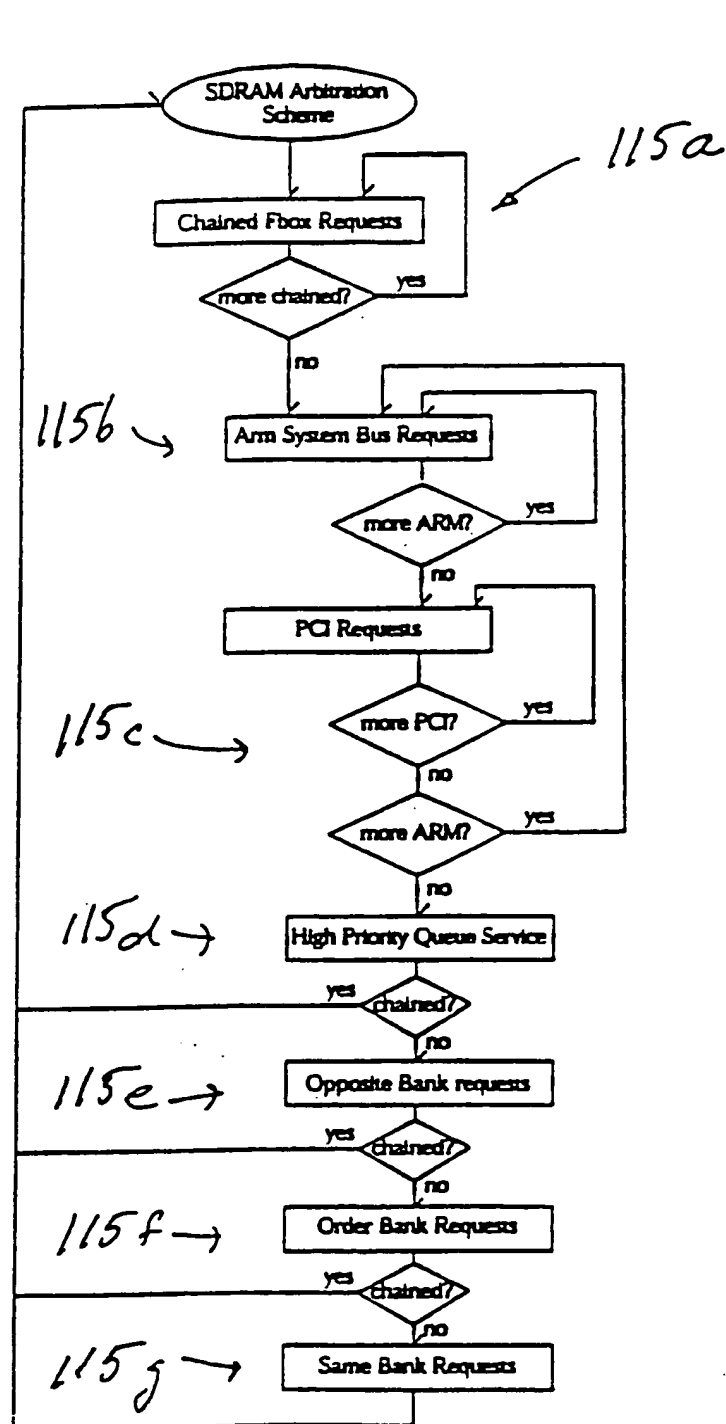 SDRAM Arbitration
Scheme
115a
Chained Fbox Requests
more chained?
yes
no
115b
Arm System Bus Requests
more ARM?
yes
no
PCI Requests
115c
more PCI?
yes
no
more ARM?
yes
no
115d
High Priority Queue Service
yes
chained?
no
115e
Opposite Bank requests
yes
chained?
no
115f
Order Bank Requests
yes
chained?
no
115g
Same Bank Requests